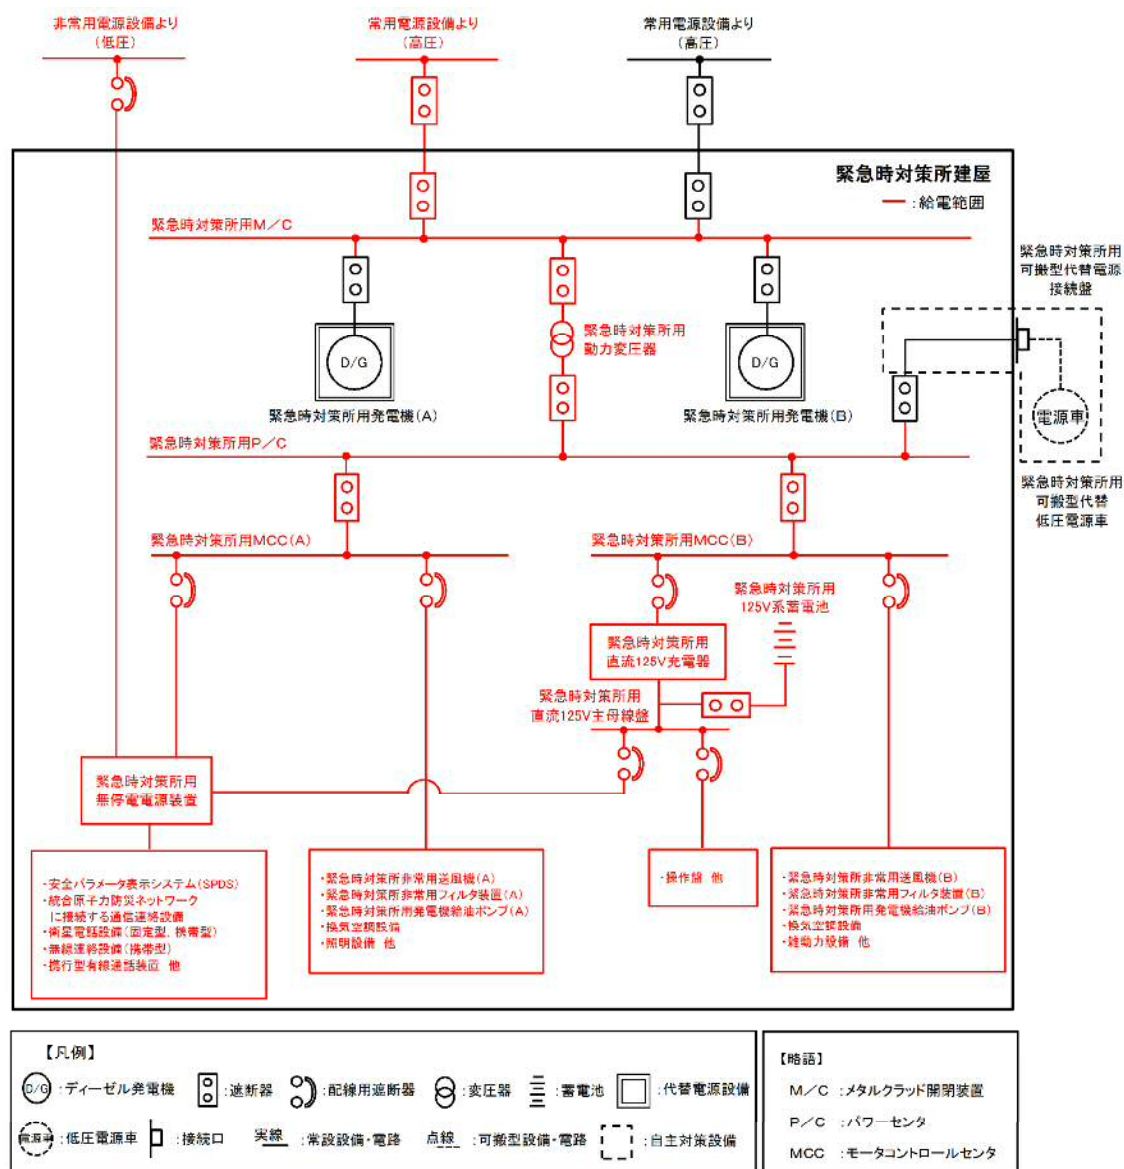 非常用電源設備より
(低圧)
常用電源設備より
(高圧)
常用電源設備より
(高圧)
緊急時対策所建屋
:給電範囲
緊急時対策所用M/C
緊急時対策所用
可搬型代替電源
接続盤
緊急時対策所用
動力変圧器
D/G
D/G
緊急時対策所用発電機(A)
緊急時対策所用発電機(B)
電源車
緊急時対策所用P/C
緊急時対策所用
可搬型代替
低圧電源車
緊急時対策所用MCC(A)
緊急時対策所用MCC(B)
緊急時対策所用
125V系蓄電池
緊急時対策所用
直流125V充電器
緊急時対策所用
直流125V主母線盤
緊急時対策所用
無停電電源装置
・安全パラメータ表示システム(SPDS)
・統合原子力防災ネットワーク
に接続する通信連絡設備
・衛星電話設備(固定型、携帯型)
・無線連絡設備(携帯型)
・携行型有線通話装置 他
・緊急時対策所非常用送風機(A)
・緊急時対策所非常用フィルタ装置(A)
・緊急時対策所用発電機給油ポンプ(A)
・換気空調設備
・照明設備 他
・操作盤 他
・緊急時対策所非常用送風機(B)
・緊急時対策所非常用フィルタ装置(B)
・緊急時対策所用発電機給油ポンプ(B)
・換気空調設備
・雑動力設備 他
【凡例】
D/G :ディーゼル発電機 :遮断器 :配線用遮断器 :変圧器 :蓄電池 :代替電源設備
電源車 :低圧電源車 :接続口 実線 :常設設備・電路 点線 :可搬型設備・電路 :自主対策設備
【略語】
M/C :メタルクラッド開閉装置
P/C :パワーセンタ
MCC :モータコントロールセンタ